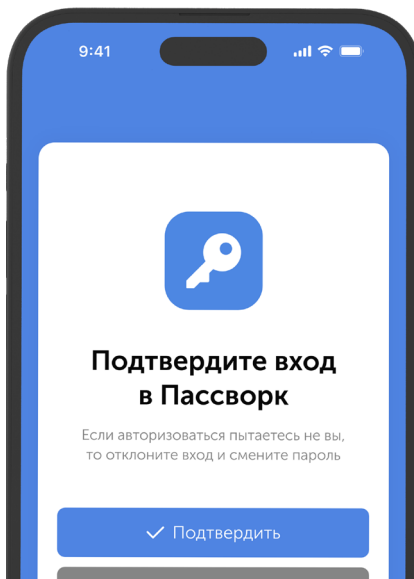 9:41
Подтвердите вход
в Пассворк
Если авторизоваться пытаетесь не вы,
то отклоните вход и смените пароль
Подтвердить